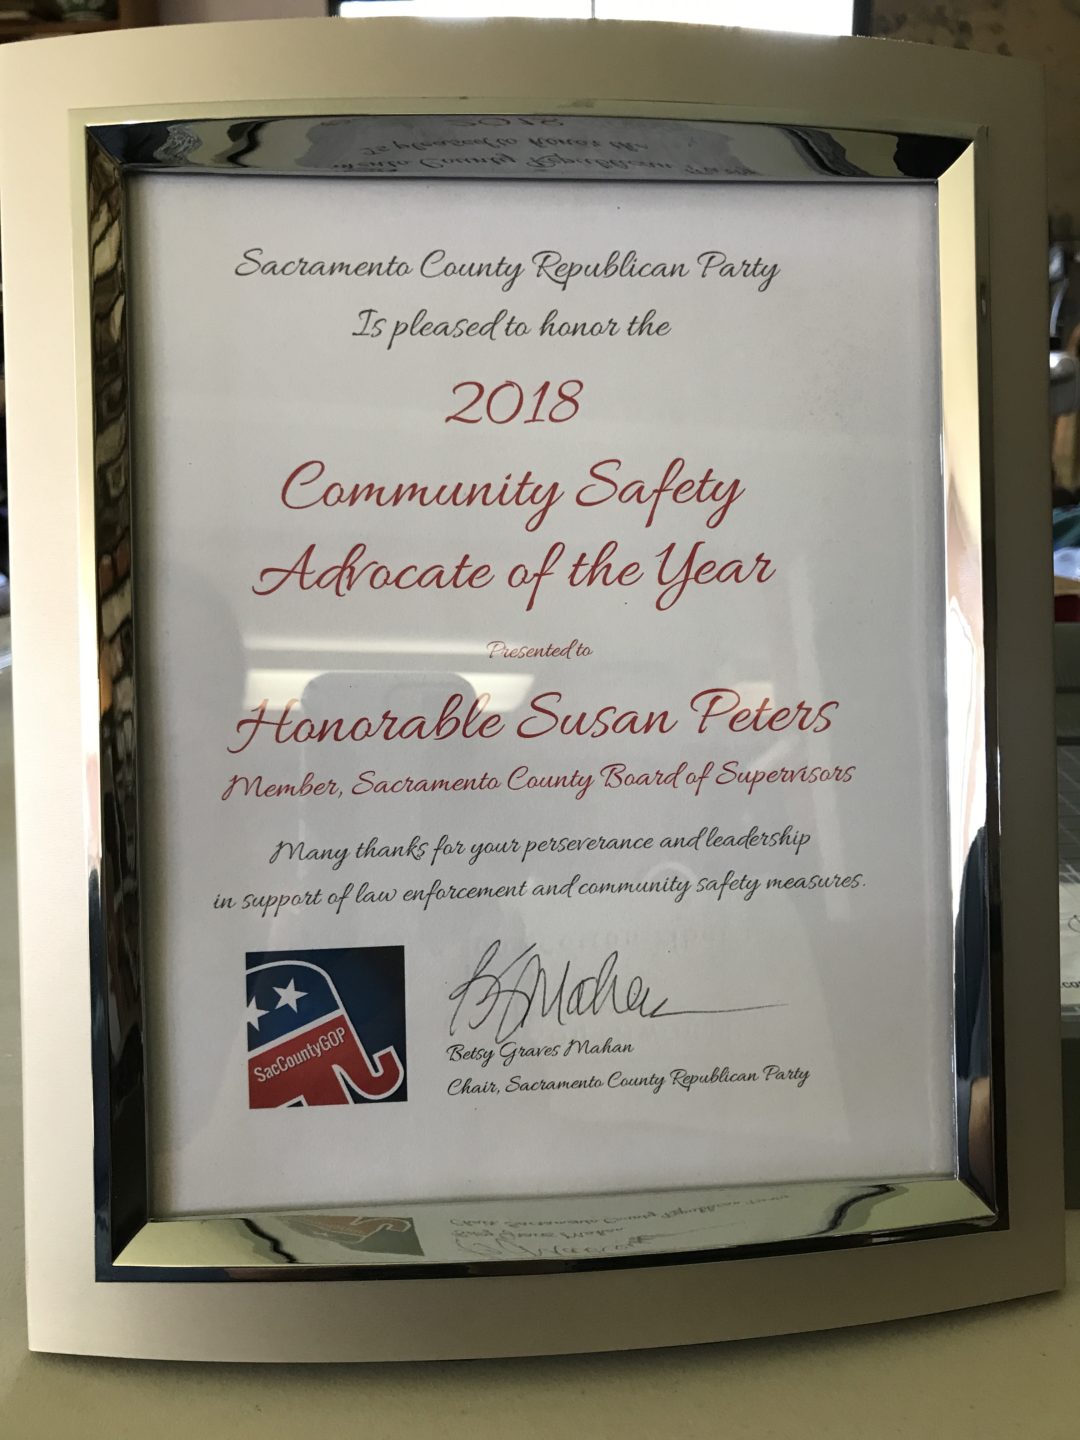 Sacramento County Republican Party
Is pleased to honor the
2018
Community Safety
Advocate of the Year
Presented to
Honorable Susan Peters
Member, Sacramento County Board of Supervisors
Many thanks for your perseverance and leadership
in support of law enforcement and community safety measures.
SacCountyGOP
Betsy Graves Mahan
Chair, Sacramento County Republican Party